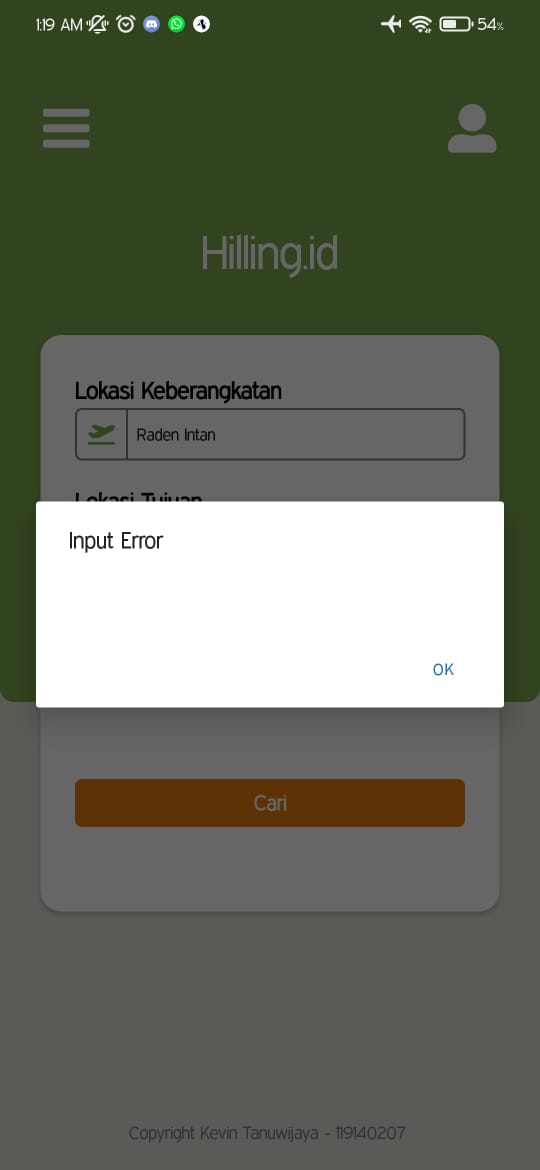 1:19 AM
54%
Hilling.id
Lokasi Keberangkatan
Raden Intan
Lokasi Tujuan
Input Error
OK
Cari
Copyright Kevin Tanuwijaya - 119140207